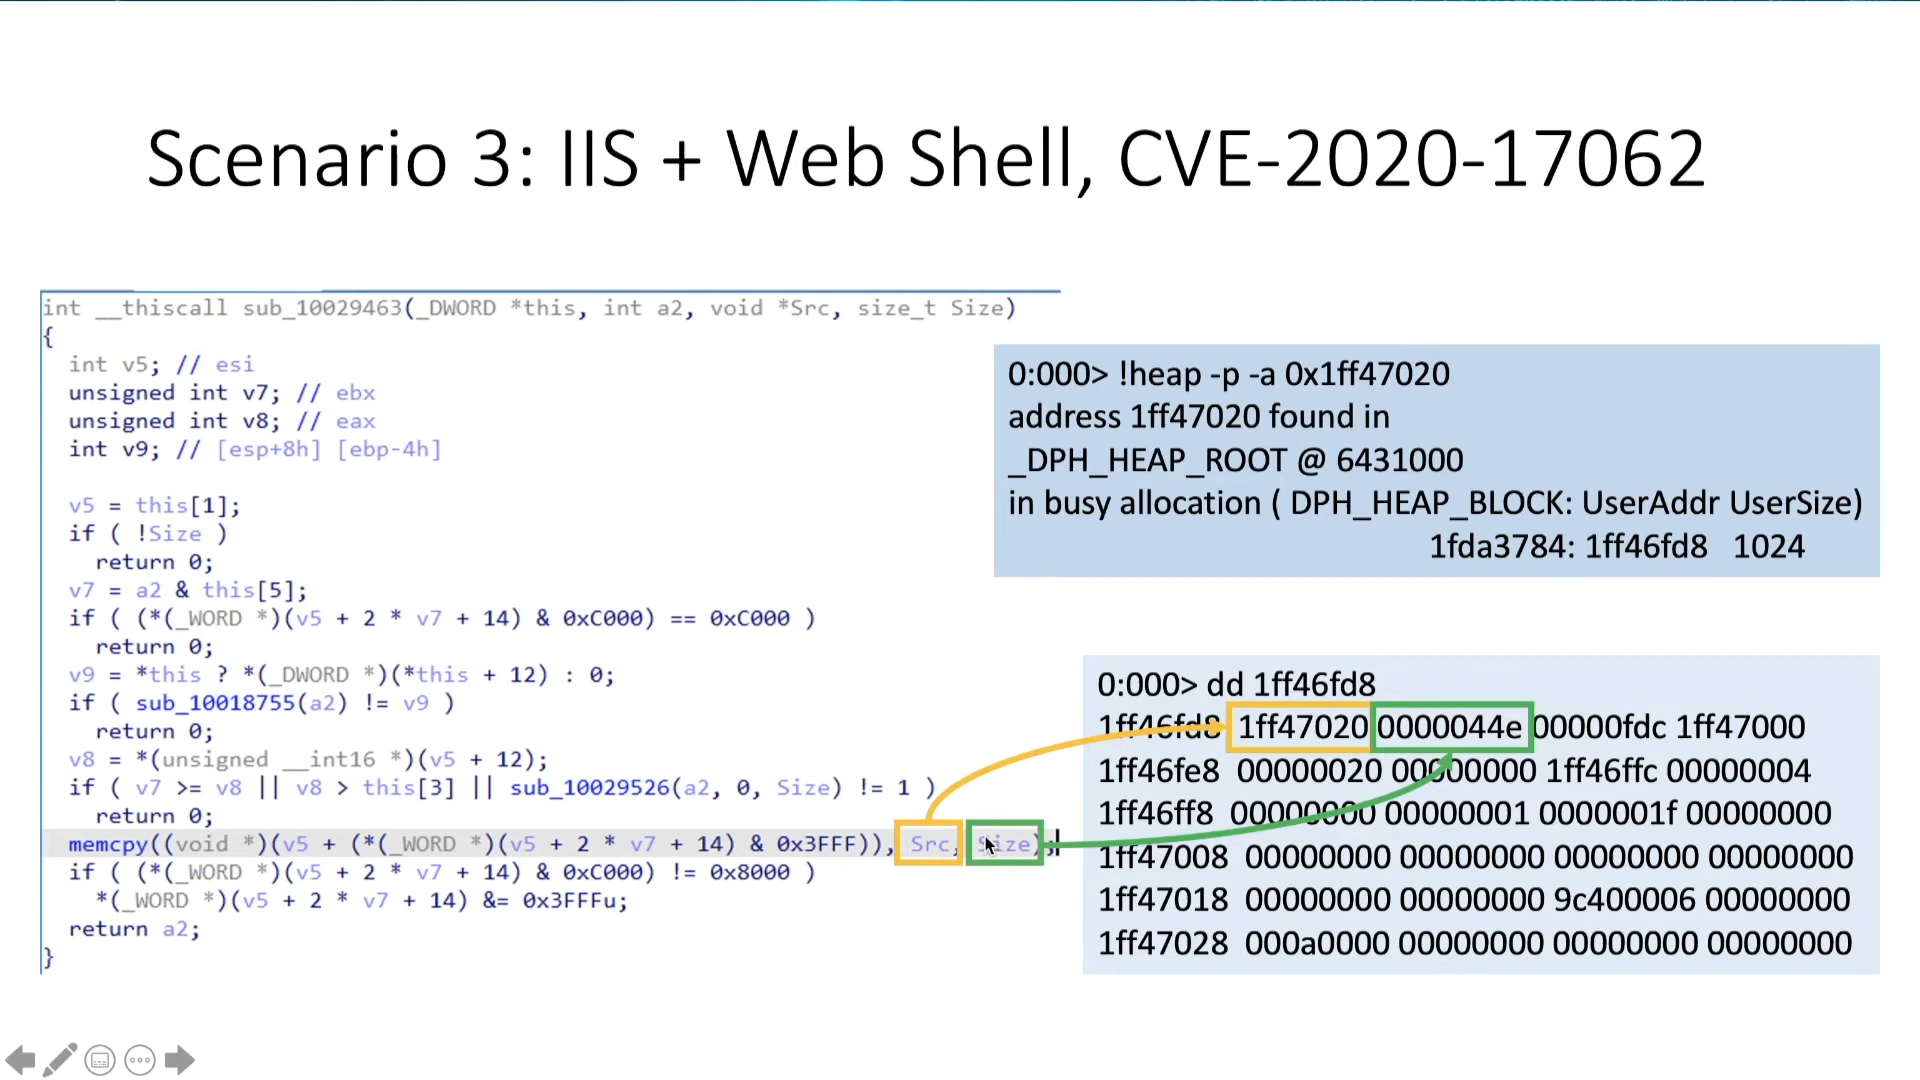 Scenario 3: IIS + Web Shell, CVE-2020-17062
int __thiscall sub_10029463(_DWORD *this, int a2, void *Src, size_t Size)
{
int v5; // esi
unsigned int v7; // ebx
unsigned int v8; // eax
int v9; // [esp+8h] [ebp-4h]
v5 = this[1];
if ( !Size )
return 0;
v7 = a2 & this[5];
if ( (*(_WORD *)(v5 + 2 * v7 + 14) & 0xC000) == 0xC000 )
return 0;
v9 = *this ? *(_DWORD *)(*this + 12) : 0;
if ( sub_10018755(a2) != v9 )
return 0;
v8 = *(unsigned __int16 *)(v5 + 12);
if ( v7 >= v8 || v8 > this[3] || sub_10029526(a2, 0, Size) != 1 )
return 0;
memcpy((void *)(v5 + (*(_WORD *)(v5 + 2 * v7 + 14) & 0x3FFF)), Src, Size);
if ( (*(_WORD *)(v5 + 2 * v7 + 14) & 0xC000) != 0x8000 )
*(_WORD *)(v5 + 2 * v7 + 14) &= 0x3FFFu;
return a2;
}
0:000> !heap -p -a 0x1ff47020
address 1ff47020 found in
_DPH_HEAP_ROOT @ 6431000
in busy allocation ( DPH_HEAP_BLOCK: UserAddr UserSize)
1fda3784: 1ff46fd8 1024
0:000> dd 1ff46fd8
1ff46fd8 1ff47020 0000044e 00000fdc 1ff47000
1ff46fe8 00000020 00000000 1ff46ffc 00000004
1ff46ff8 00000000 00000001 0000001f 00000000
1ff47008 00000000 00000000 00000000 00000000
1ff47018 00000000 00000000 9c400006 00000000
1ff47028 000a0000 00000000 00000000 00000000